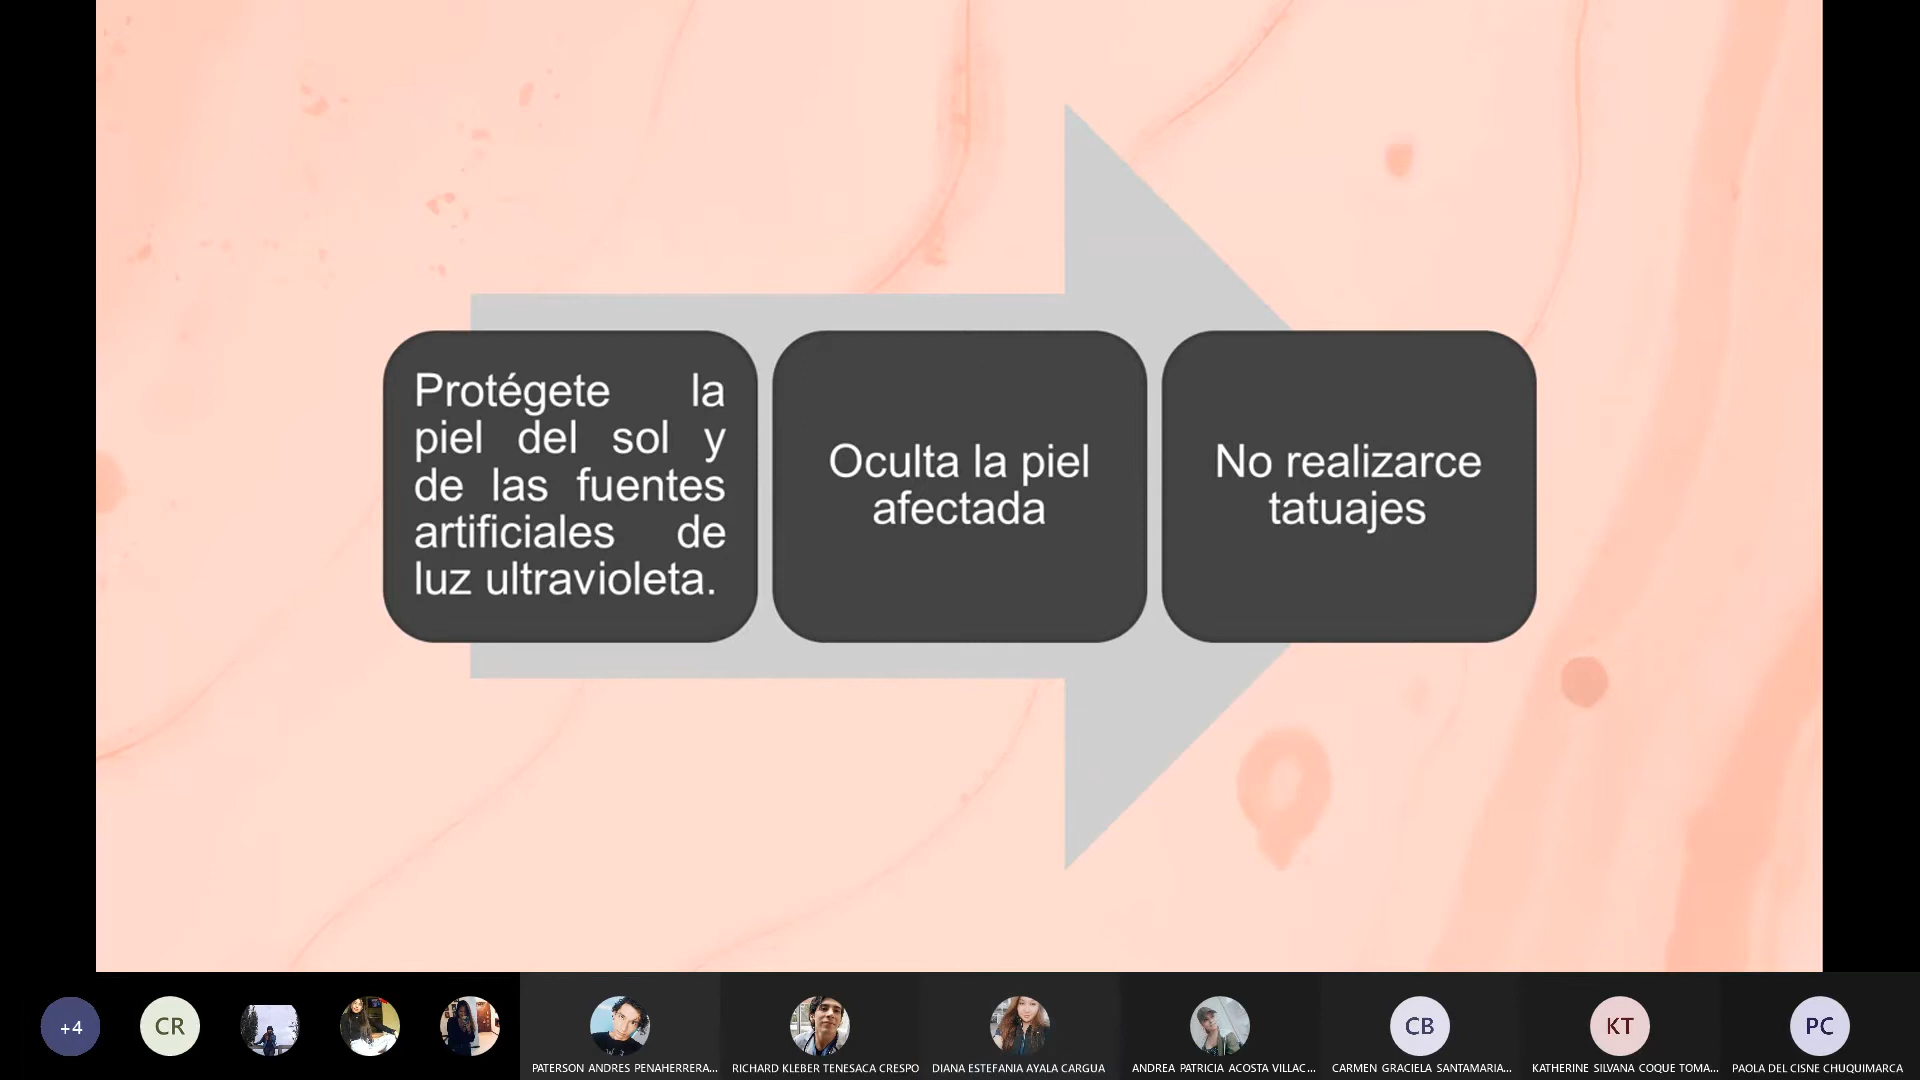 Protégete la
piel del sol y
de las fuentes
artificiales de
luz ultravioleta.
Oculta la piel
afectada
No realizarce
tatuajes
+4
CR
CB
KT
PC
PATERSON ANDRES PENAHERRERA...
RICHARD KLEBER TENESACA CRESPO
DIANA ESTEFANIA AYALA CARGUA
ANDREA PATRICIA ACOSTA VILLAC...
CARMEN GRACIELA SANTAMARIA...
KATHERINE SILVANA COQUE TOMA...
PAOLA DEL CISNE CHUQUIMARCA